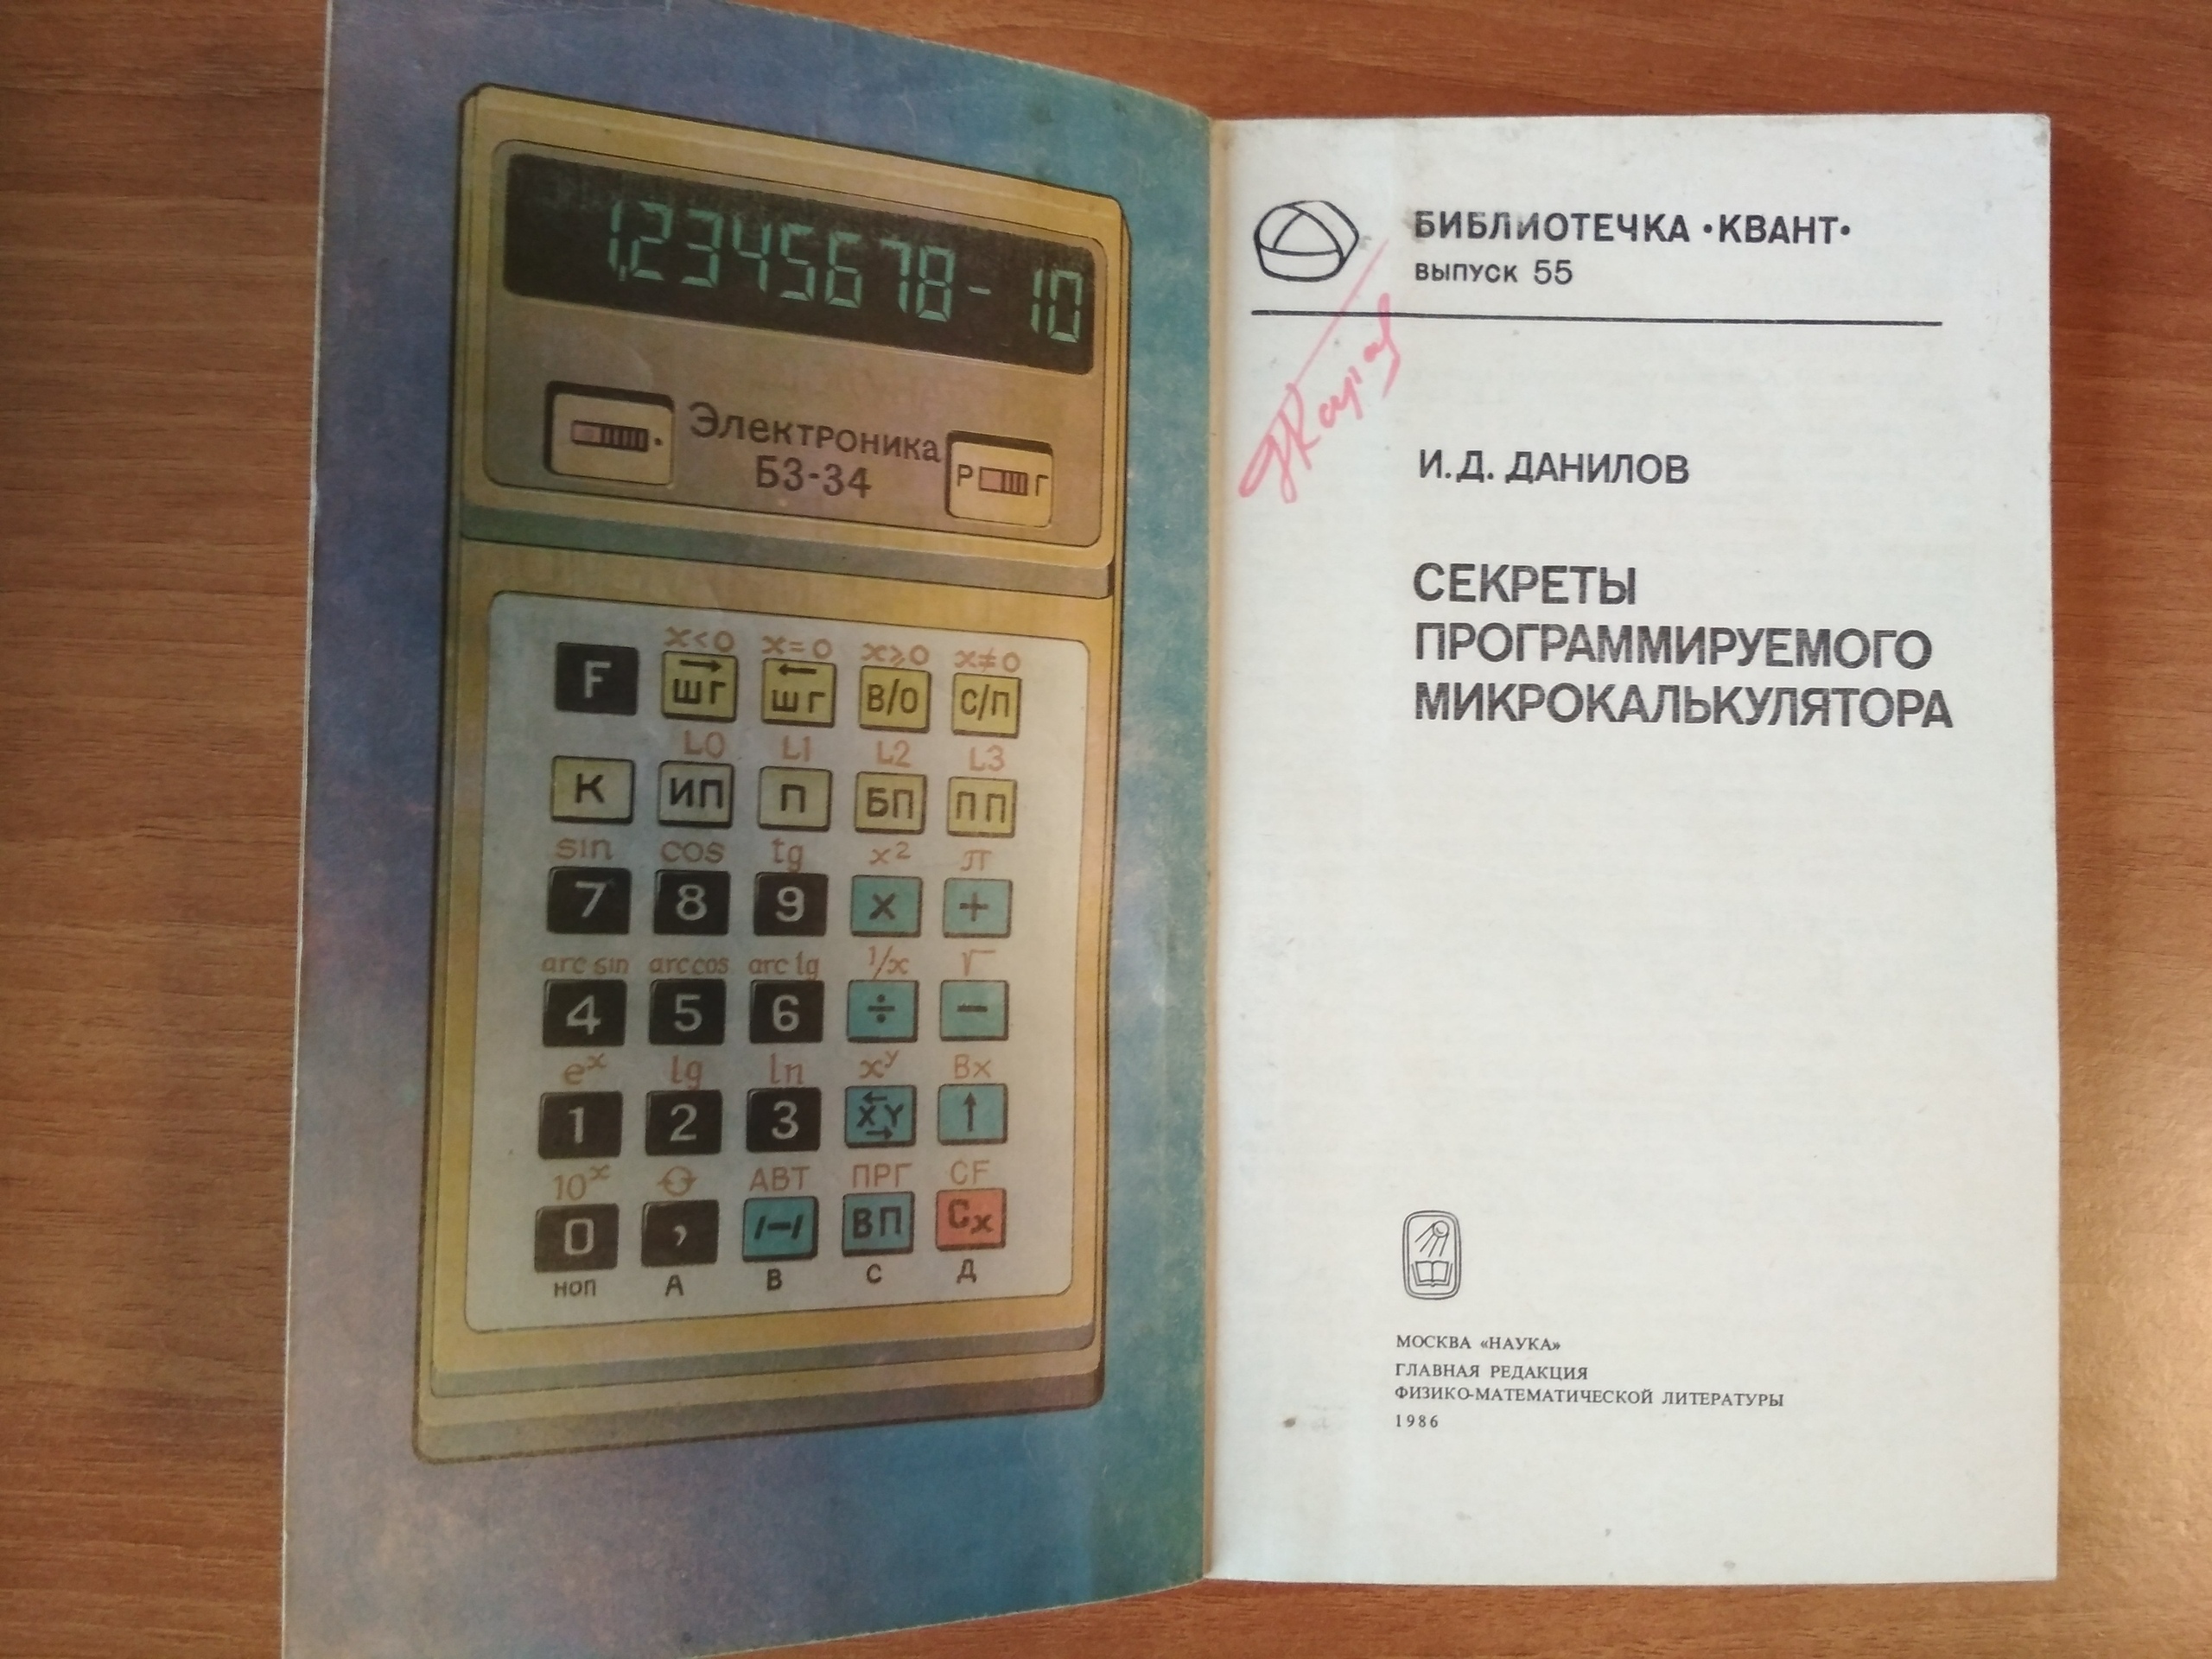 1,2345678- 10
Электроника
Б3-34
Р Г
x<0 x=0 x⩾0 x≠0
F ШГ ШГ В/О С/П
L0 L1 L2 L3
К ИП П БП ПП
sin cos tg x² π
7 8 9 × +
arc sin arc cos arc tg 1/x √
4 5 6 ÷ −
eˣ lg ln xʸ Вx
1 2 3 XY ↑
10ˣ АВТ ПРГ CF
0 , /−/ ВП Cx
НОП А В С Д
БИБЛИОТЕЧКА •КВАНТ•
ВЫПУСК 55
И.Д. ДАНИЛОВ
СЕКРЕТЫ
ПРОГРАММИРУЕМОГО
МИКРОКАЛЬКУЛЯТОРА
МОСКВА «НАУКА»
ГЛАВНАЯ РЕДАКЦИЯ
ФИЗИКО-МАТЕМАТИЧЕСКОЙ ЛИТЕРАТУРЫ
1986